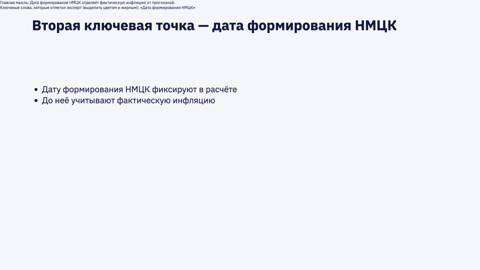 Главная мысль: Дата формирования НМЦК отделяет фактическую инфляцию от прогнозной.
Ключевые слова, которые отметил эксперт (выделить цветом и жирным): «Дата формирования НМЦК»
Вторая ключевая точка — дата формирования НМЦК
• Дату формирования НМЦК фиксируют в расчёте
• До неё учитывают фактическую инфляцию